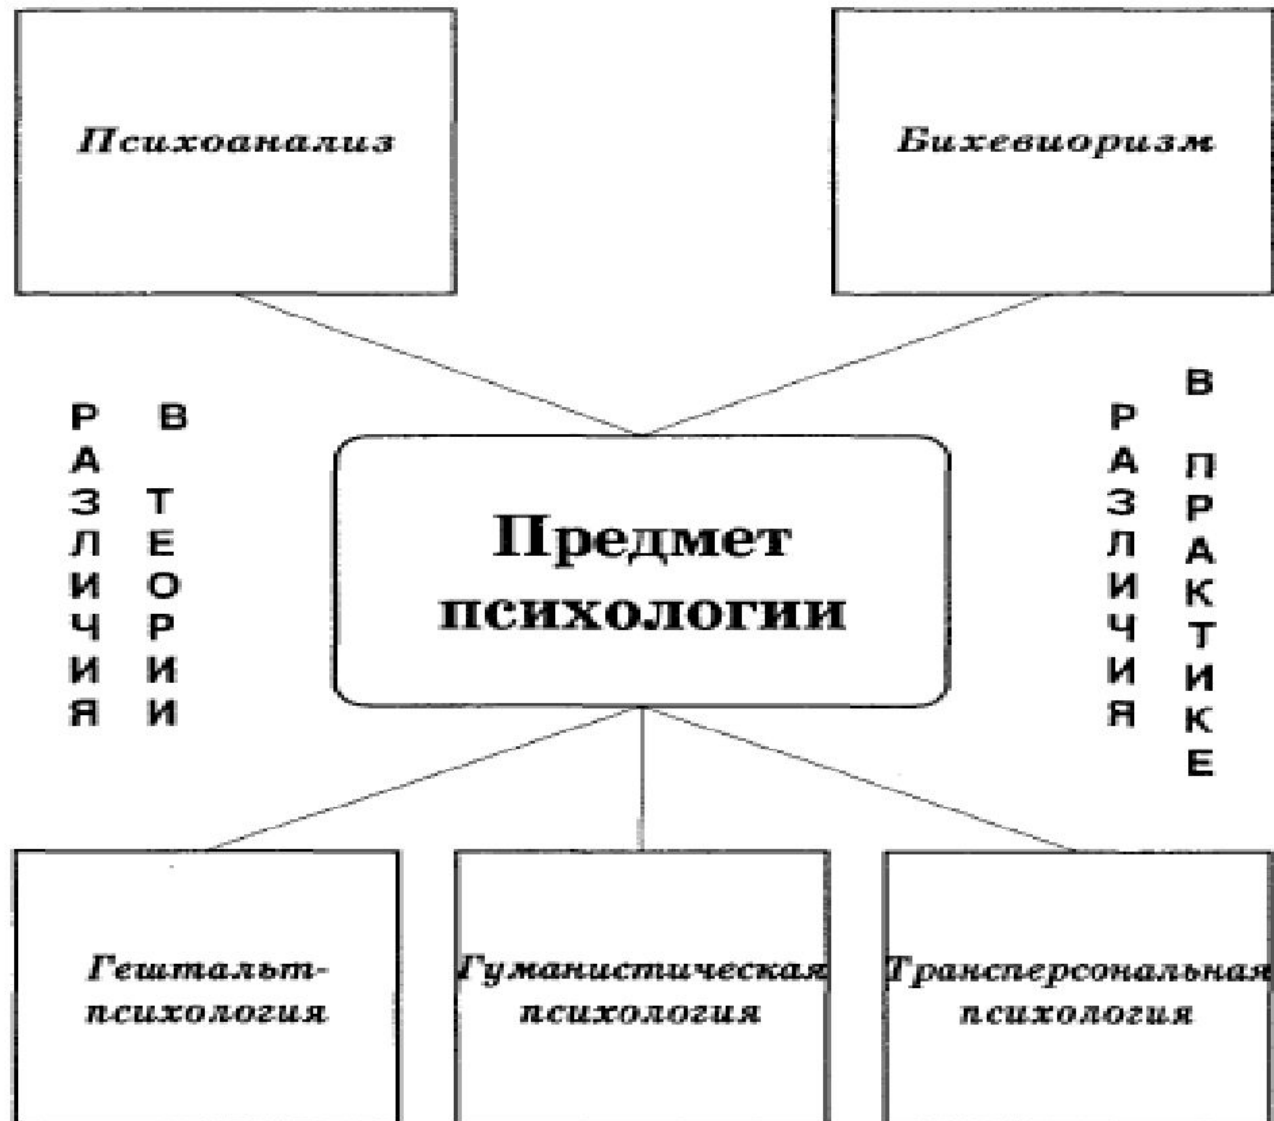 Психоанализ
Бихевиоризм
РАЗЛИЧИЯ
В ТЕОРИИ
Предмет
психологии
РАЗЛИЧИЯ
В ПРАКТИКЕ
Гештальт-
психология
Гуманистическая
психология
Трансперсональная
психология